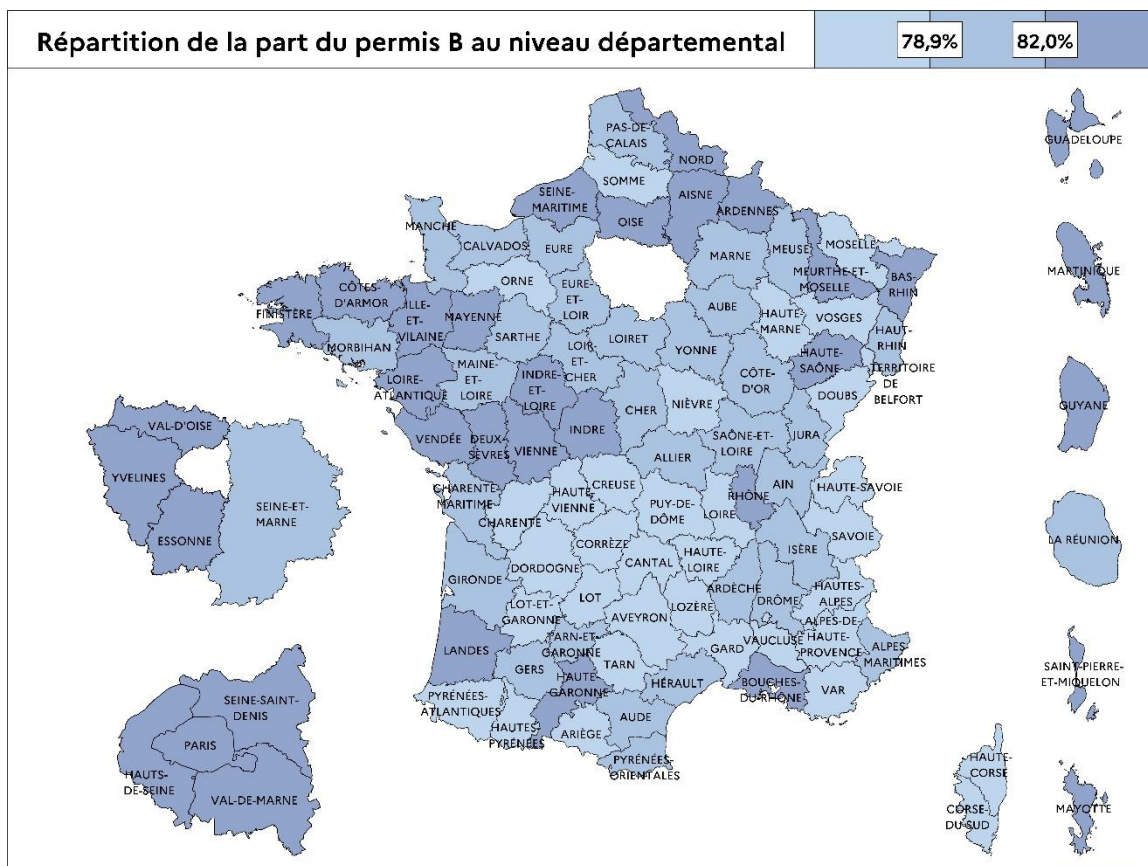 Répartition de la part du permis B au niveau départemental
78,9%
82,0%
PAS-DE-
CALAIS
NORD
SOMME
SEINE-
MARITIME
OISE
AISNE
ARDENNES
MANCHE
CALVADOS
EURE
MARNE
MEUSE
MOSELLE
MEURTHE-ET-
MOSELLE
BAS-
RHIN
ORNE
EURE-
ET-
LOIR
CÔTES
D'ARMOR
FINISTÈRE
ILLE-
ET-
VILAINE
MAYENNE
MORBIHAN
SARTHE
LOIR-
ET-
CHER
LOIRET
AUBE
HAUTE-
MARNE
VOSGES
HAUT-
RHIN
YONNE
HAUTE-
SAÔNE
TERRITOIRE
DE
BELFORT
LOIRE-
ATLANTIQUE
MAINE-
ET-
LOIRE
INDRE-
ET-
LOIRE
CHER
NIÈVRE
CÔTE-
D'OR
DOUBS
VENDÉE
DEUX-
SÈVRES
VIENNE
INDRE
ALLIER
SAÔNE-ET-
LOIRE
JURA
CHARENTE-
MARITIME
CHARENTE
HAUTE-
VIENNE
CREUSE
PUY-DE-
DÔME
LOIRE
RHÔNE
AIN
HAUTE-SAVOIE
SAVOIE
CORRÈZE
DORDOGNE
CANTAL
HAUTE-
LOIRE
ISÈRE
GIRONDE
LOT-ET-
GARONNE
LOT
AVEYRON
LOZÈRE
ARDÈCHE
DRÔME
HAUTES-
ALPES
LANDES
TARN-ET-
GARONNE
GERS
TARN
GARD
VAUCLUSE
ALPES-DE-
HAUTE-
PROVENCE
ALPES-
MARITIMES
HAUTE-
GARONNE
HÉRAULT
BOUCHES-
DU-RHÔNE
VAR
PYRÉNÉES-
ATLANTIQUES
HAUTES-
PYRÉNÉES
ARIÈGE
AUDE
PYRÉNÉES-
ORIENTALES
HAUTE-
CORSE
CORSE-
DU-SUD
VAL-D'OISE
YVELINES
ESSONNE
SEINE-ET-
MARNE
SEINE-SAINT-
DENIS
PARIS
HAUTS-
DE-SEINE
VAL-DE-MARNE
GUADELOUPE
MARTINIQUE
GUYANE
LA RÉUNION
SAINT-PIERRE-
ET-MIQUELON
MAYOTTE